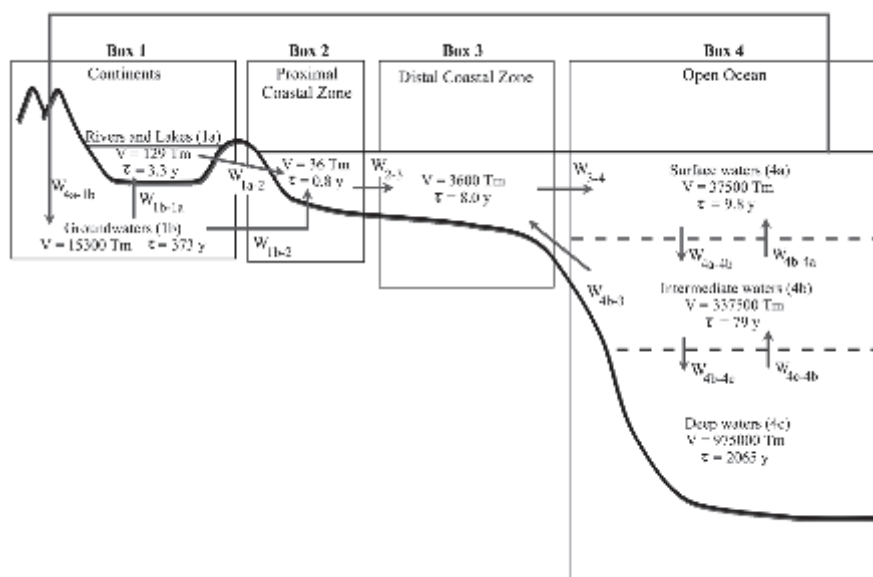 Box 1
Continents
Rivers and Lakes (1a)
V = 129 Tm
τ = 3.3 y
W4a-1b
W1b-1a
Groundwaters (1b)
V = 15300 Tm τ = 373 y
W1a-2
W1b-2
Box 2
Proximal
Coastal Zone
V = 36 Tm
τ = 0.8 y
W2-3
Box 3
Distal Coastal Zone
V = 3600 Tm
τ = 8.0 y
W3-4
W4b-3
Box 4
Open Ocean
Surface waters (4a)
V = 37500 Tm
τ = 9.8 y
W4a-4b
W4b-4a
Intermediate waters (4b)
V = 337500 Tm
τ = 79 y
W4b-4c
W4c-4b
Deep waters (4c)
V = 975000 Tm
τ = 2065 y